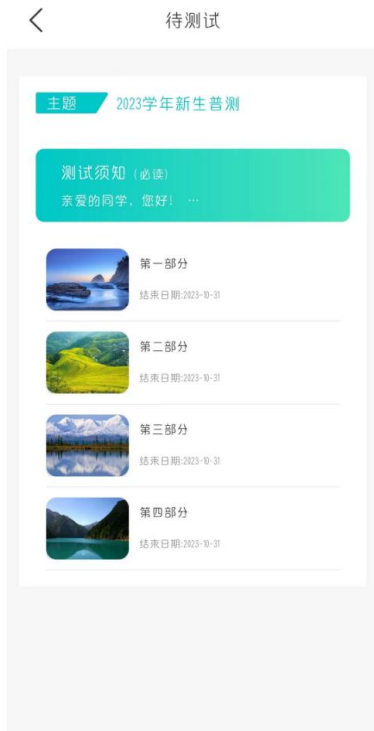 待测试
主题 2023学年新生普测
测试须知(必读)
亲爱的同学，您好！ …
第一部分
结束日期:2023-10-31
第二部分
结束日期:2023-10-31
第三部分
结束日期:2023-10-31
第四部分
结束日期:2023-10-31